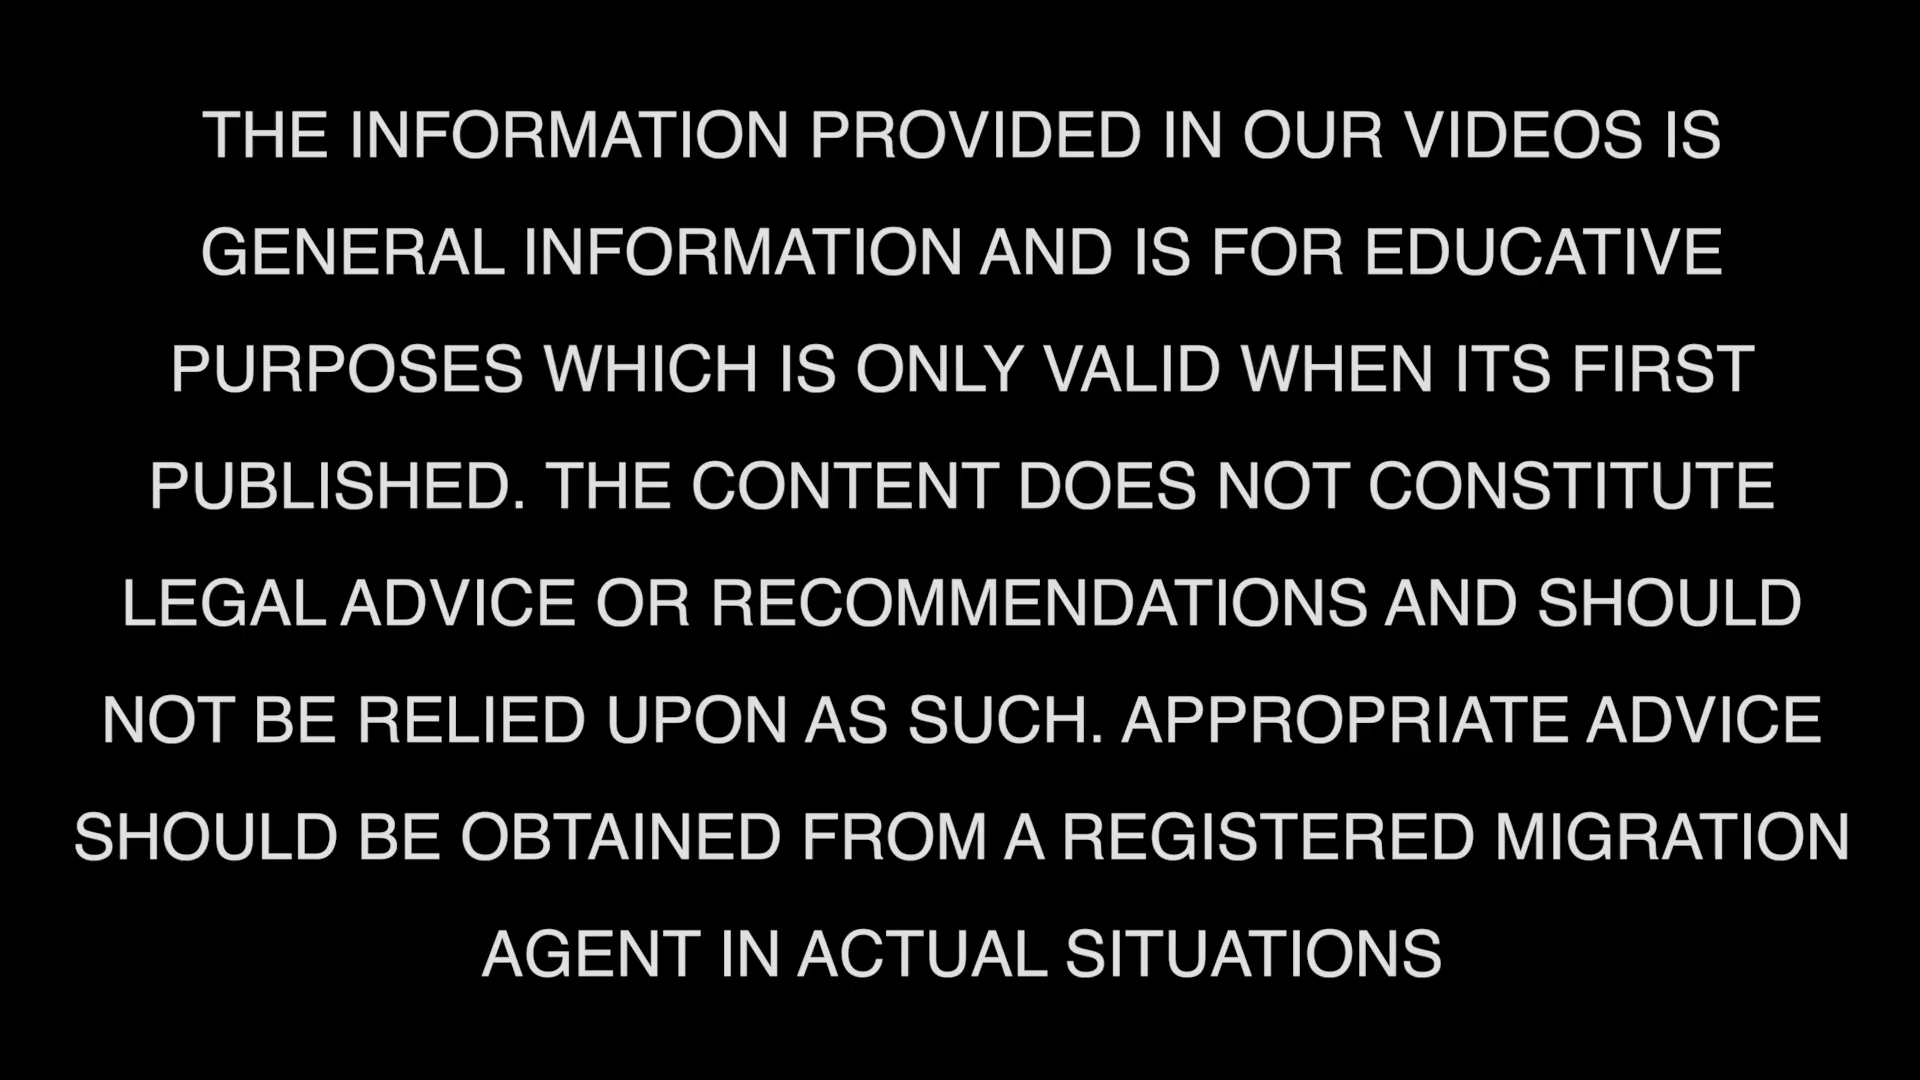 THE INFORMATION PROVIDED IN OUR VIDEOS IS
GENERAL INFORMATION AND IS FOR EDUCATIVE
PURPOSES WHICH IS ONLY VALID WHEN ITS FIRST
PUBLISHED. THE CONTENT DOES NOT CONSTITUTE
LEGAL ADVICE OR RECOMMENDATIONS AND SHOULD
NOT BE RELIED UPON AS SUCH. APPROPRIATE ADVICE
SHOULD BE OBTAINED FROM A REGISTERED MIGRATION
AGENT IN ACTUAL SITUATIONS